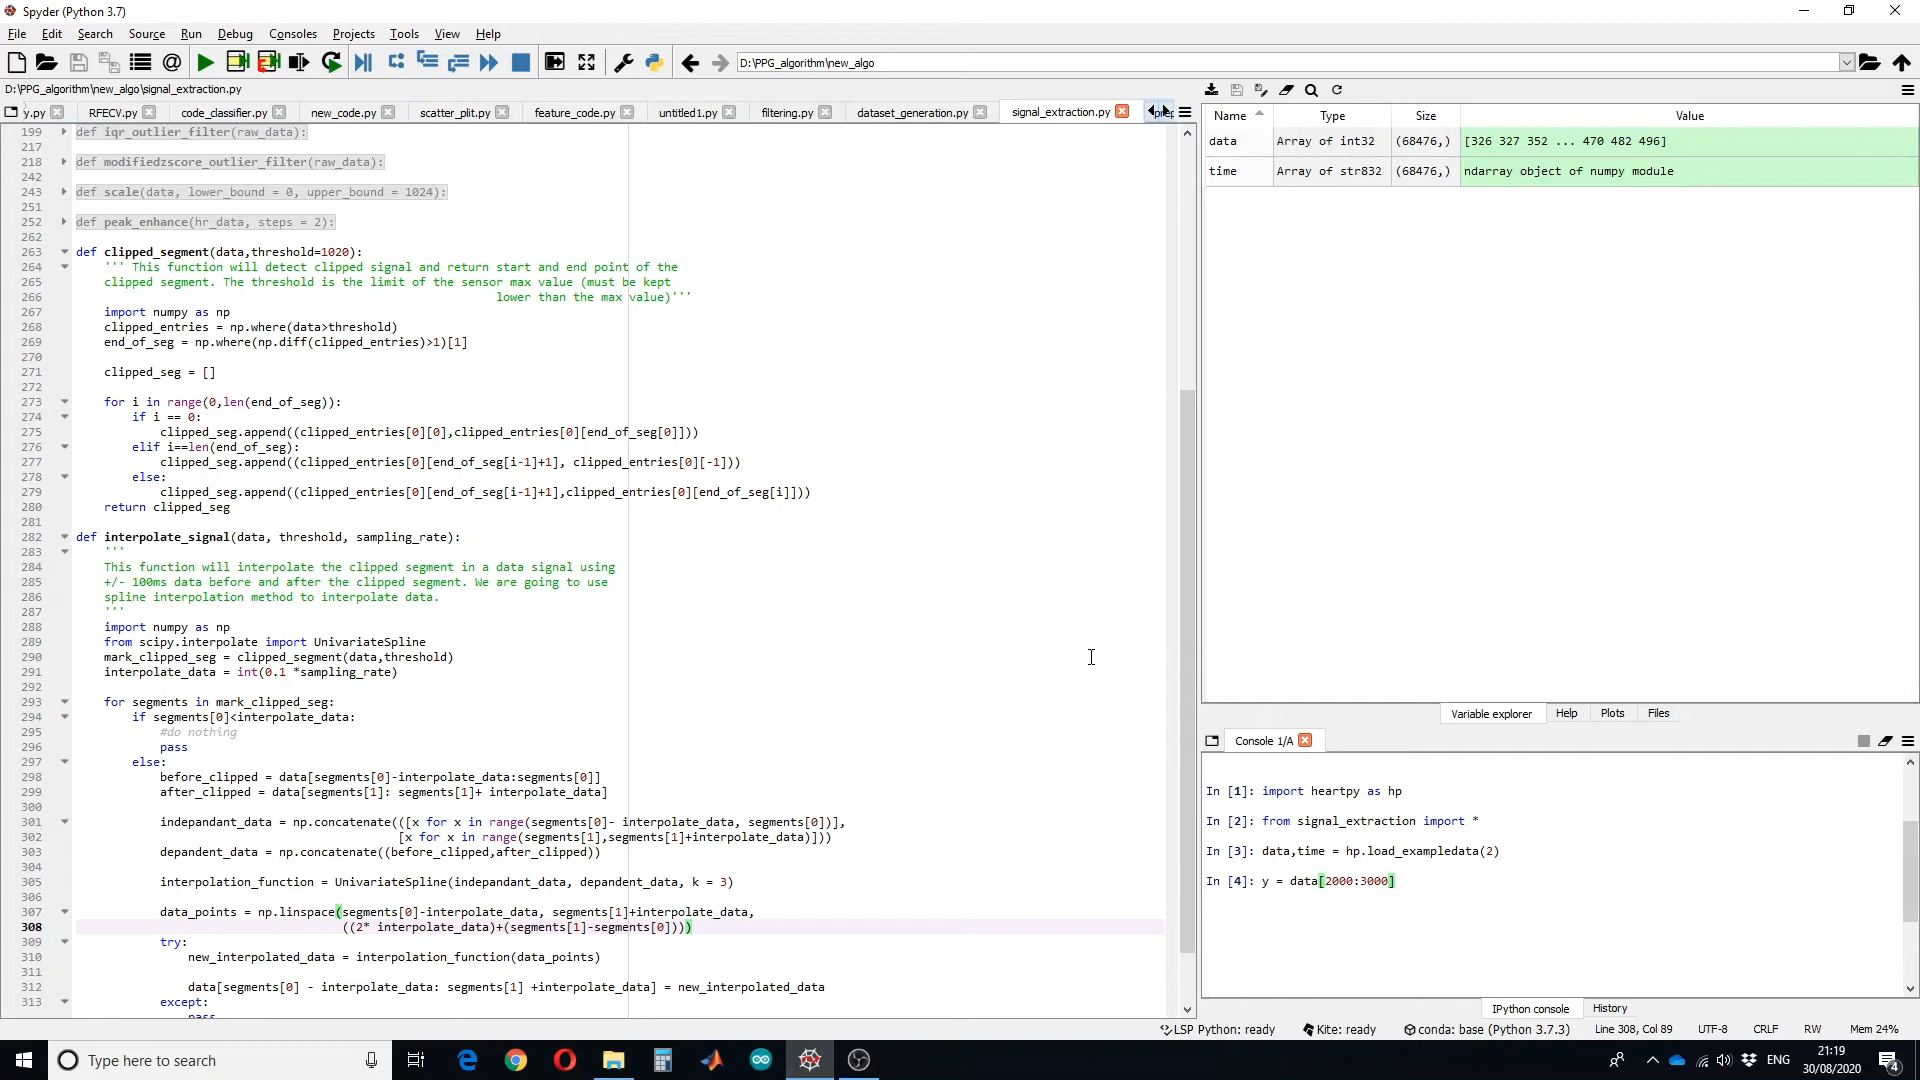 Spyder (Python 3.7)
File Edit Search Source Run Debug Consoles Projects Tools View Help
D:\PPG_algorithm\new_algo
D:\PPG_algorithm\new_algo\signal_extraction.py
y.py RFECV.py code_classifier.py new_code.py scatter_plit.py feature_code.py untitled1.py filtering.py dataset_generation.py signal_extraction.py
199 def iqr_outlier_filter(raw_data):
217
218 def modifiedzscore_outlier_filter(raw_data):
242
243 def scale(data, lower_bound = 0, upper_bound = 1024):
251
252 def peak_enhance(hr_data, steps = 2):
262
263 def clipped_segment(data,threshold=1020):
264 ''' This function will detect clipped signal and return start and end point of the
265 clipped segment. The threshold is the limit of the sensor max value (must be kept
266 lower than the max value)'''
267 import numpy as np
268 clipped_entries = np.where(data>threshold)
269 end_of_seg = np.where(np.diff(clipped_entries)>1)[1]
270
271 clipped_seg = []
272
273 for i in range(0,len(end_of_seg)):
274 if i == 0:
275 clipped_seg.append((clipped_entries[0][0],clipped_entries[0][end_of_seg[0]]))
276 elif i==len(end_of_seg):
277 clipped_seg.append((clipped_entries[0][end_of_seg[i-1]+1], clipped_entries[0][-1]))
278 else:
279 clipped_seg.append((clipped_entries[0][end_of_seg[i-1]+1],clipped_entries[0][end_of_seg[i]]))
280 return clipped_seg
281
282 def interpolate_signal(data, threshold, sampling_rate):
283 '''
284 This function will interpolate the clipped segment in a data signal using
285 +/- 100ms data before and after the clipped segment. We are going to use
286 spline interpolation method to interpolate data.
287 '''
288 import numpy as np
289 from scipy.interpolate import UnivariateSpline
290 mark_clipped_seg = clipped_segment(data,threshold)
291 interpolate_data = int(0.1 *sampling_rate)
292
293 for segments in mark_clipped_seg:
294 if segments[0]<interpolate_data:
295 #do nothing
296 pass
297 else:
298 before_clipped = data[segments[0]-interpolate_data:segments[0]]
299 after_clipped = data[segments[1]: segments[1]+ interpolate_data]
300
301 independant_data = np.concatenate(([x for x in range(segments[0]- interpolate_data, segments[0])],
302 [x for x in range(segments[1],segments[1]+interpolate_data)]))
303 depandent_data = np.concatenate((before_clipped,after_clipped))
304
305 interpolation_function = UnivariateSpline(indepandant_data, depandent_data, k = 3)
306
307 data_points = np.linspace(segments[0]-interpolate_data, segments[1]+interpolate_data,
308 ((2* interpolate_data)+(segments[1]-segments[0])))
309 try:
310 new_interpolated_data = interpolation_function(data_points)
311
312 data[segments[0] - interpolate_data: segments[1] +interpolate_data] = new_interpolated_data
313 except:
pass
Name Type Size Value
data Array of int32 (68476,) [326 327 352 ... 470 482 496]
time Array of str832 (68476,) ndarray object of numpy module
Variable explorer Help Plots Files
Console 1/A
In [1]: import heartpy as hp
In [2]: from signal_extraction import *
In [3]: data,time = hp.load_exampledata(2)
In [4]: y = data[2000:3000]
IPython console History
LSP Python: ready Kite: ready conda: base (Python 3.7.3) Line 308, Col 89 UTF-8 CRLF RW Mem 24%
Type here to search
ENG
21:19
30/08/2020
4